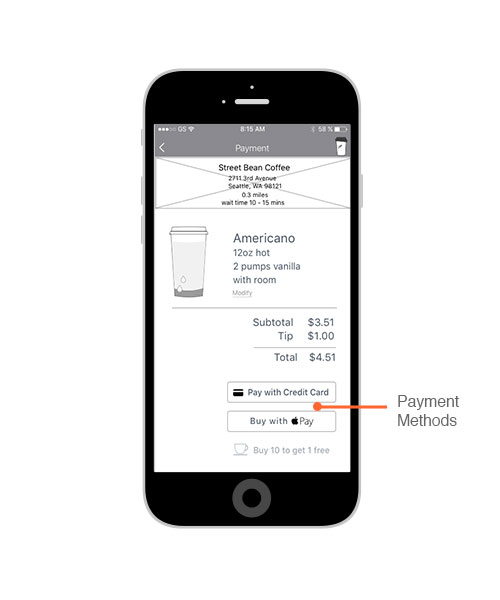 GS
8:15 AM
58 %
Payment
Street Bean Coffee
2711 3rd Avenue
Seattle, WA 98121
0.3 miles
wait time 10 - 15 mins
Americano
12oz hot
2 pumps vanilla
with room
Modify
Subtotal $3.51
Tip $1.00
Total $4.51
Pay with Credit Card
Buy with Pay
Buy 10 to get 1 free
Payment
Methods